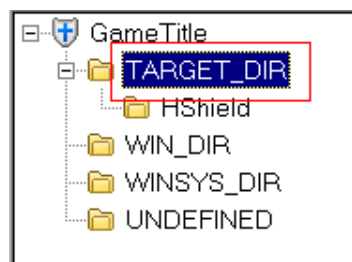 GameTitle
TARGET_DIR
HShield
WIN_DIR
WINSYS_DIR
UNDEFINED